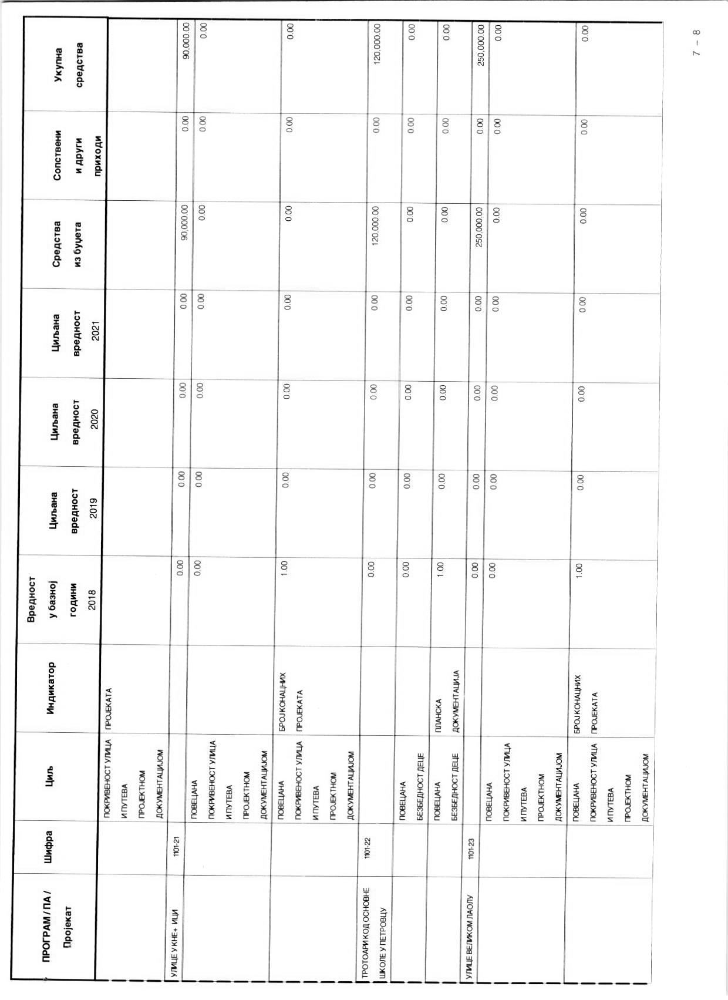 ПРОГРАМ / ПА / Пројекат Шифра Циљ Индикатор Вредност у базној години 2018 Циљана вредност 2019 Циљана вредност 2020 Циљана вредност 2021 Средства из буџета Сопствени и други приходи Укупна средства
ПОКРИВЕНОСТ УЛИЦА ПРОЈЕКАТА
И ПУТЕВА
ПРОЈЕКТНОМ
ДОКУМЕНТАЦИЈОМ
УЛИЦЕ У КНЕ+ ИЦИ 1101-21 0.00 0.00 0.00 0.00 90,000.00 0.00 90,000.00
ПОВЕЦАНА 0.00 0.00 0.00 0.00 0.00 0.00 0.00
ПОКРИВЕНОСТ УЛИЦА
И ПУТЕВА
ПРОЈЕКТНОМ
ДОКУМЕНТАЦИЈОМ
ПОВЕЦАНА БРОЈ КОНАЦНИХ 1.00 0.00 0.00 0.00 0.00 0.00 0.00
ПОКРИВЕНОСТ УЛИЦА ПРОЈЕКАТА
И ПУТЕВА
ПРОЈЕКТНОМ
ДОКУМЕНТАЦИЈОМ
ТРОТОАРИ КОД ОСНОВНЕ 1101-22 0.00 0.00 0.00 0.00 120,000.00 0.00 120,000.00
ШКОЛЕ У ПЕТРОВЦУ
ПОВЕЦАНА 0.00 0.00 0.00 0.00 0.00 0.00 0.00
БЕЗБЕДНОСТ ДЕЦЕ
ПОВЕЦАНА ПЛАНСКА 1.00 0.00 0.00 0.00 0.00 0.00 0.00
БЕЗБЕДНОСТ ДЕЦЕ ДОКУМЕНТАЦИЈА
УЛИЦЕ ВЕЛИКОМ ЛАОЛУ 1101-23 0.00 0.00 0.00 0.00 250,000.00 0.00 250,000.00
ПОВЕЦАНА 0.00 0.00 0.00 0.00 0.00 0.00 0.00
ПОКРИВЕНОСТ УЛИЦА
И ПУТЕВА
ПРОЈЕКТНОМ
ДОКУМЕНТАЦИЈОМ
ПОВЕЦАНА БРОЈ КОНАЦНИХ 1.00 0.00 0.00 0.00 0.00 0.00 0.00
ПОКРИВЕНОСТ УЛИЦА ПРОЈЕКАТА
И ПУТЕВА
ПРОЈЕКТНОМ
ДОКУМЕНТАЦИЈОМ
7 – 8